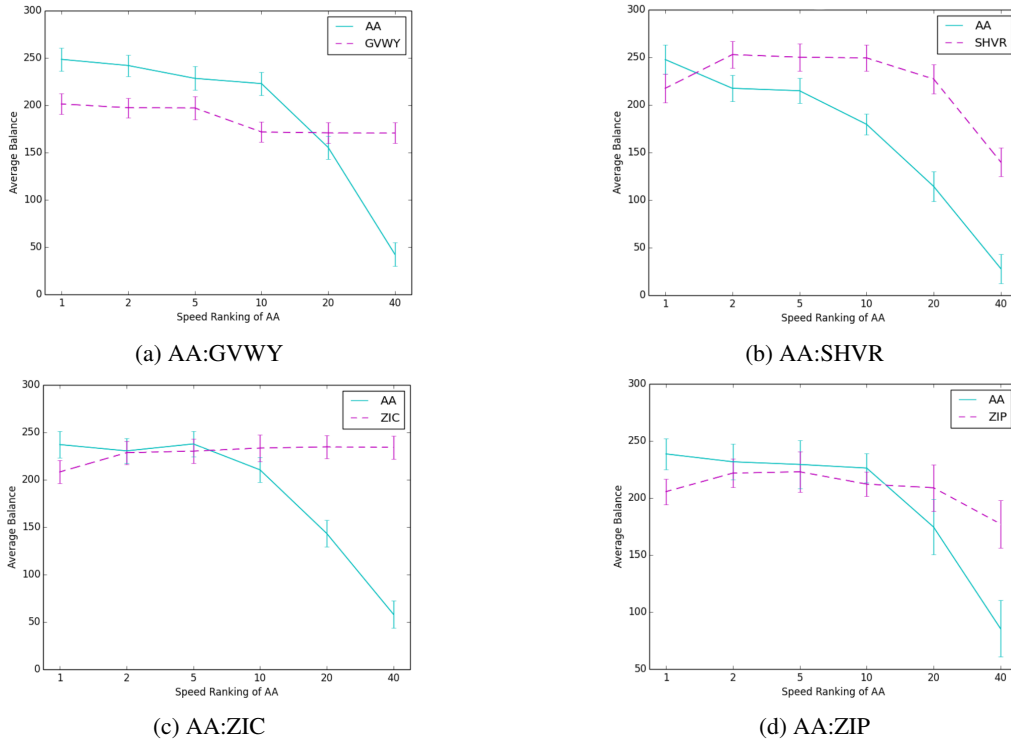 300
250
200
150
100
50
0
Average Balance
AA
GVWY
1 2 5 10 20 40
Speed Ranking of AA
(a) AA:GVWY
300
250
200
150
100
50
0
Average Balance
AA
SHVR
1 2 5 10 20 40
Speed Ranking of AA
(b) AA:SHVR
300
250
200
150
100
50
0
Average Balance
AA
ZIC
1 2 5 10 20 40
Speed Ranking of AA
(c) AA:ZIC
300
250
200
150
100
50
Average Balance
AA
ZIP
1 2 5 10 20 40
Speed Ranking of AA
(d) AA:ZIP